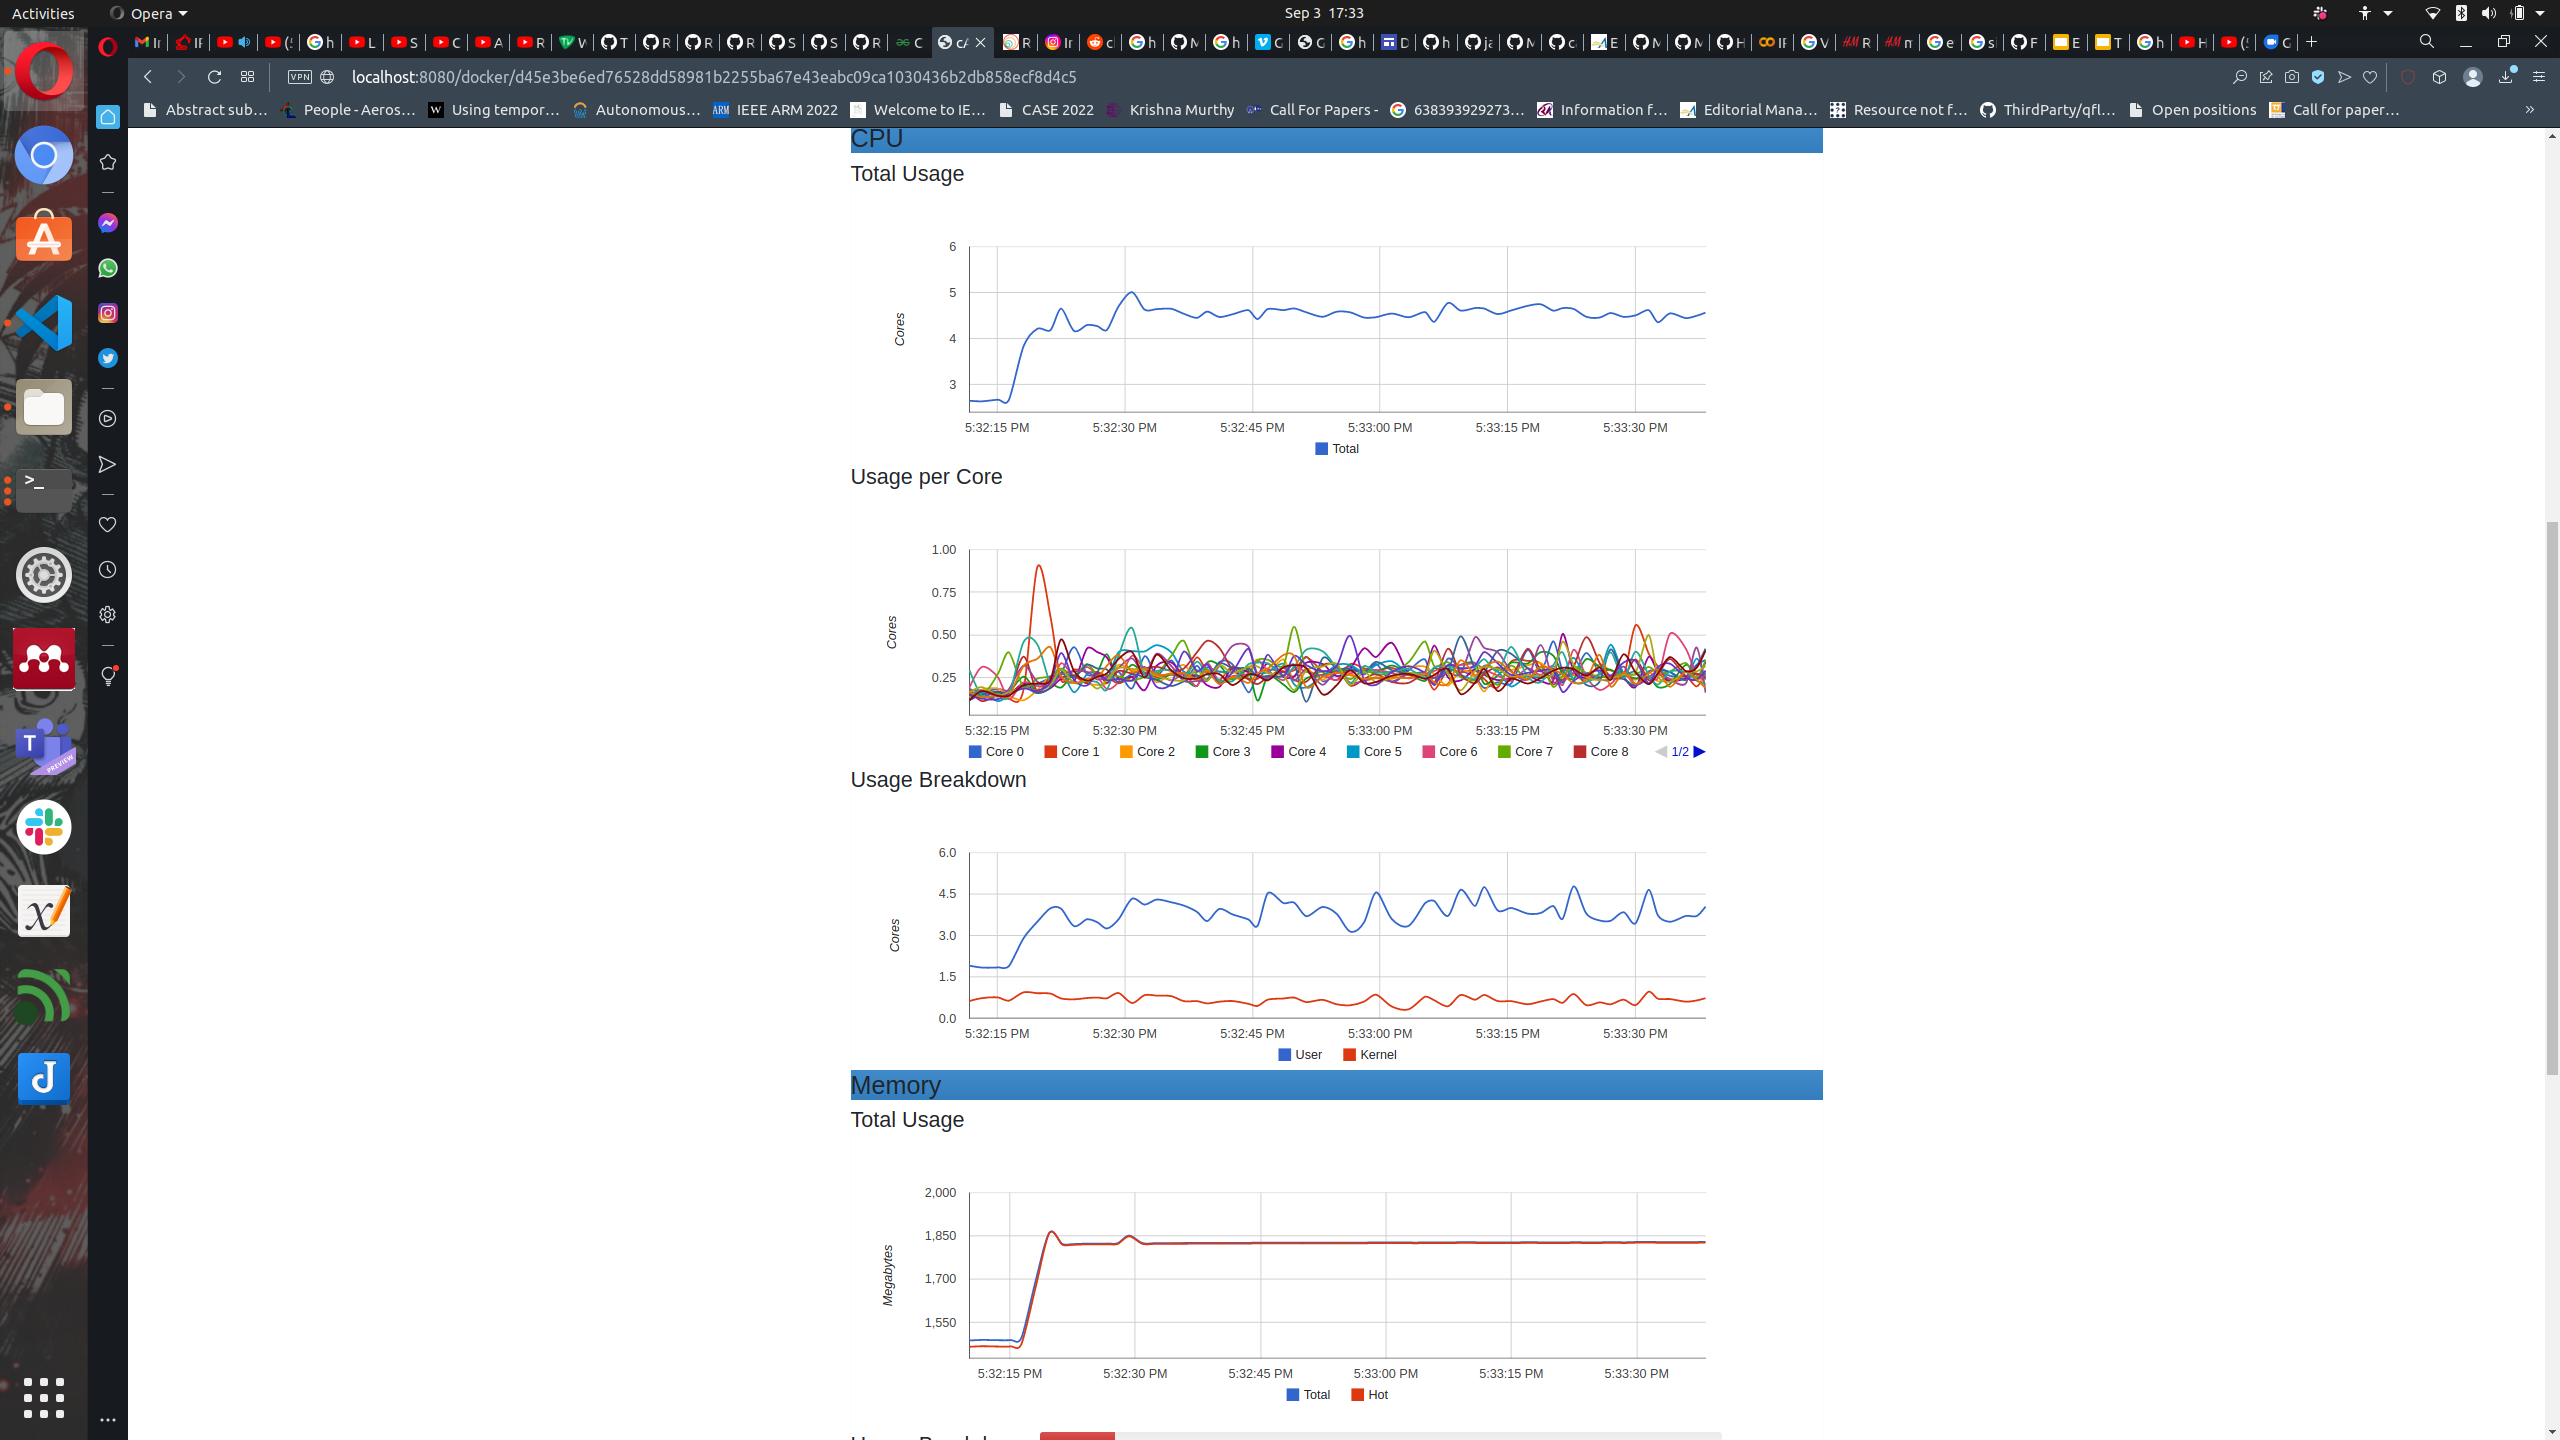 Activities
Opera
Sep 3 17:33
VPN
localhost:8080/docker/d45e3be6ed76528dd58981b2255ba67e43eabc09ca1030436b2db858ecf8d4c5
Abstract sub…
People - Aeros…
Using tempor…
Autonomous…
IEEE ARM 2022
Welcome to IE…
CASE 2022
Krishna Murthy
Call For Papers -
638393929273…
Information f…
Editorial Mana…
Resource not f…
ThirdParty/qfl…
Open positions
Call for paper…
CPU
Total Usage
6
5
4
3
Cores
5:32:15 PM 5:32:30 PM 5:32:45 PM 5:33:00 PM 5:33:15 PM 5:33:30 PM
Total
Usage per Core
1.00
0.75
0.50
0.25
Cores
5:32:15 PM 5:32:30 PM 5:32:45 PM 5:33:00 PM 5:33:15 PM 5:33:30 PM
Core 0 Core 1 Core 2 Core 3 Core 4 Core 5 Core 6 Core 7 Core 8 1/2
Usage Breakdown
6.0
4.5
3.0
1.5
0.0
Cores
5:32:15 PM 5:32:30 PM 5:32:45 PM 5:33:00 PM 5:33:15 PM 5:33:30 PM
User Kernel
Memory
Total Usage
2,000
1,850
1,700
1,550
Megabytes
5:32:15 PM 5:32:30 PM 5:32:45 PM 5:33:00 PM 5:33:15 PM 5:33:30 PM
Total Hot